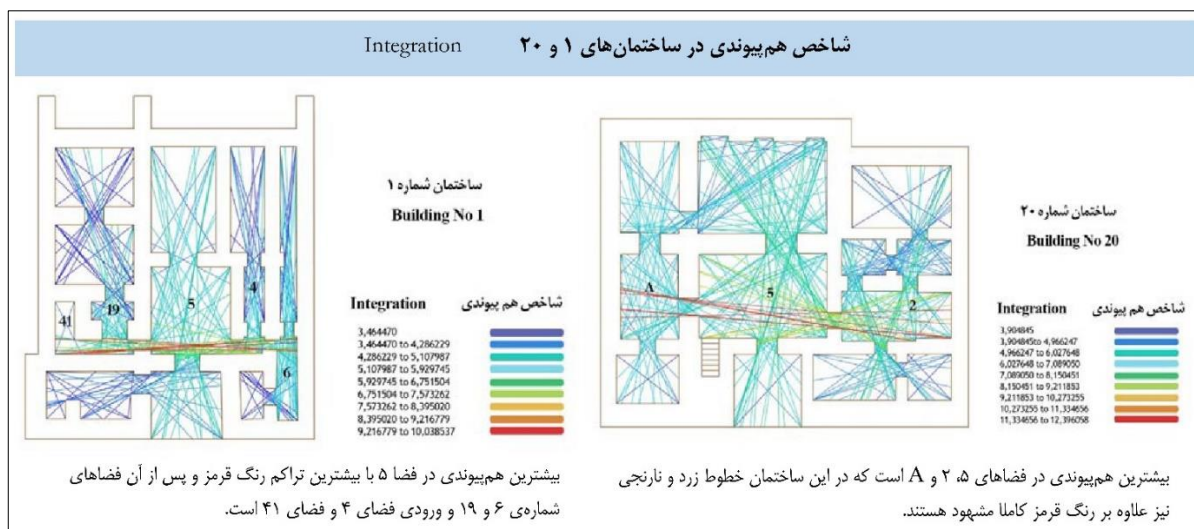 شاخص هم‌پیوندی در ساختمان‌های ۱ و ۲۰ Integration
ساختمان شماره ۱
Building No 1
Integration شاخص هم پیوندی
3,464470
3,464470 to 4,286229
4,286229 to 5,107987
5,107987 to 5,929745
5,929745 to 6,751504
6,751504 to 7,573262
7,573262 to 8,395020
8,395020 to 9,216779
9,216779 to 10,038537
41
19
5
4
6
بیشترین هم‌پیوندی در فضا ۵ با بیشترین تراکم رنگ قرمز و پس از آن فضاهای
شماره‌ی ۶ و ۱۹ و ورودی فضای ۴ و فضای ۴۱ است.
ساختمان شماره ۲۰
Building No 20
Integration شاخص هم پیوندی
3,904845
3,904845to 4,966247
4,966247 to 6,027648
6,027648 to 7,089050
7,089050 to 8,150451
8,150451 to 9,211853
9,211853 to 10,273255
10,273255 to 11,334656
11,334656 to 12,396058
A
5
2
بیشترین هم‌پیوندی در فضاهای ۵، ۲ و A است که در این ساختمان خطوط زرد و نارنجی
نیز علاوه بر رنگ قرمز کاملا مشهود هستند.